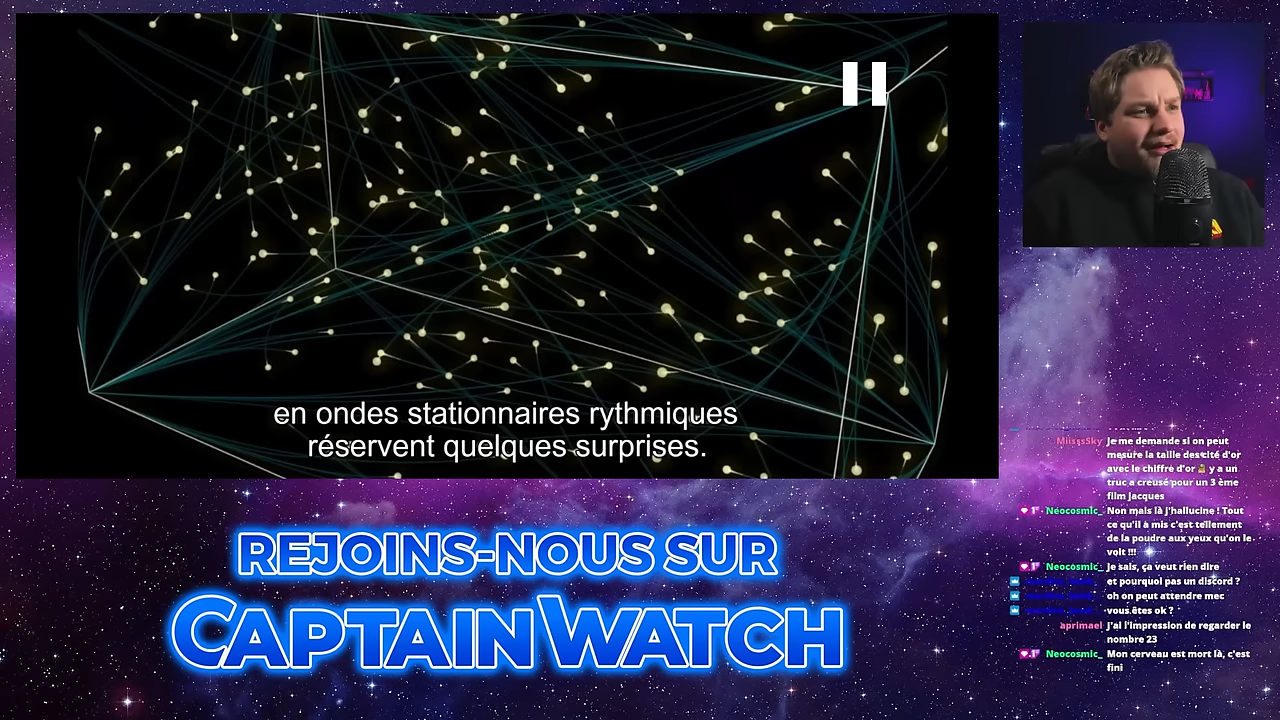 en ondes stationnaires rythmiques
réservent quelques surprises.
REJOINS-NOUS SUR
CAPTAINWATCH
MiisssSky Je me demande si on peut
mesure la taille des cité d'or
avec le chiffre d'or y a un
truc a creusé pour un 3 ème
film Jacques
Neocosmic_ Non mais là j'hallucine ! Tout
ce qu'il à mis c'est tellement
de la poudre aux yeux qu'on le
voit !!!
Neocosmic_ Je sais, ça veut rien dire
et pourquoi pas un discord ?
oh on peut attendre mec
vous êtes ok ?
aprimael J'ai l'impression de regarder le
nombre 23
Neocosmic_ Mon cerveau est mort là, c'est
fini